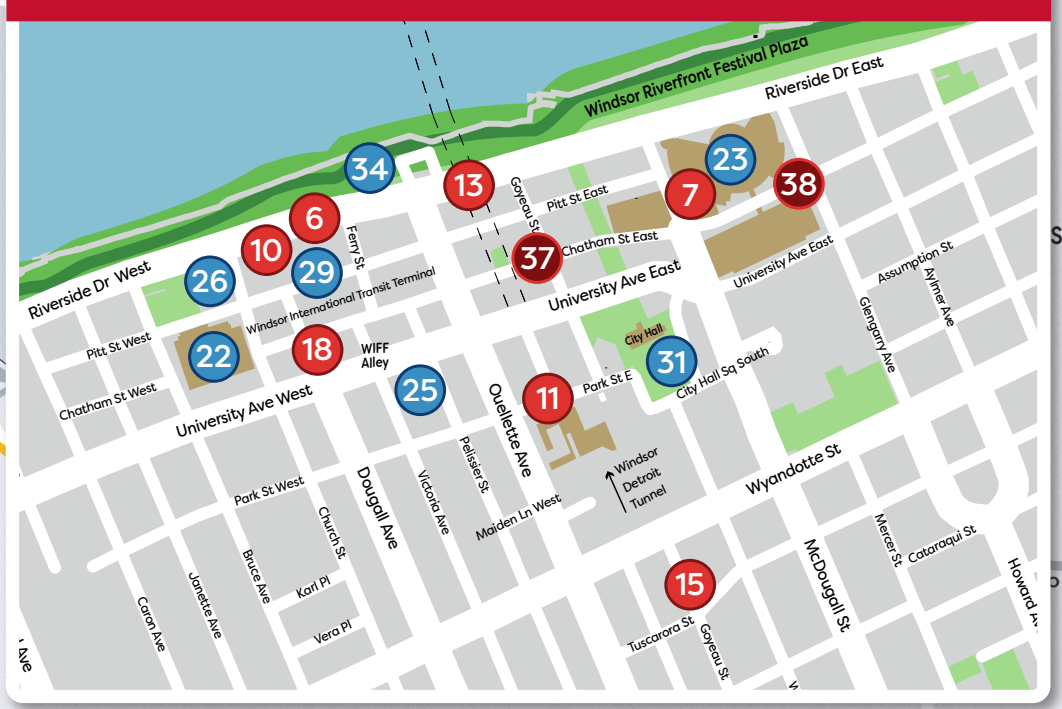 Windsor Riverfront Festival Plaza
Riverside Dr East
34
13
23
7
38
6
Goyeau St
Pitt St East
10
Ferry St
37
Chatham St East
26
29
University Ave East
Riverside Dr West
Windsor International Transit Terminal
University Ave East
Assumption St
Aylmer Ave
Glengarry Ave
Pitt St West
22
18
WIFF
Alley
City Hall
31
City Hall Sq South
Chatham St West
25
11
Park St E
University Ave West
Ouellette Ave
Pelissier St
Windsor
Detroit
Tunnel
Wyandotte St
Park St West
Dougall Ave
Victoria Ave
Maiden Ln West
Church St
Mercer St
Cataraqui St
Bruce Ave
Karl Pl
15
McDougall St
Howard A
Janette Ave
Caron Ave
Vera Pl
Tuscarora St
Goyeau St
Ave
W
S